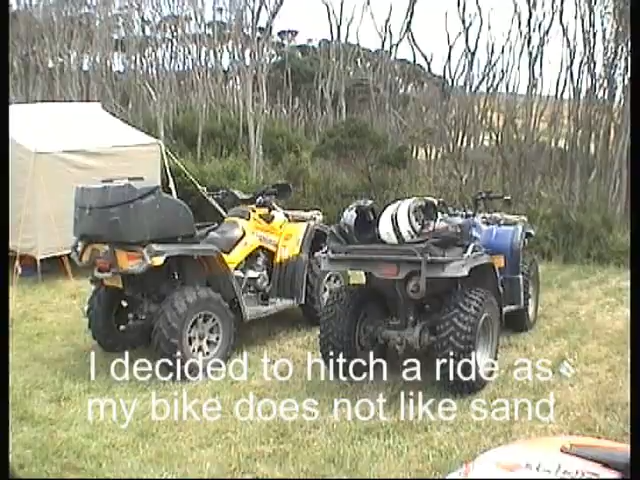 I decided to hitch a ride as
my bike does not like sand